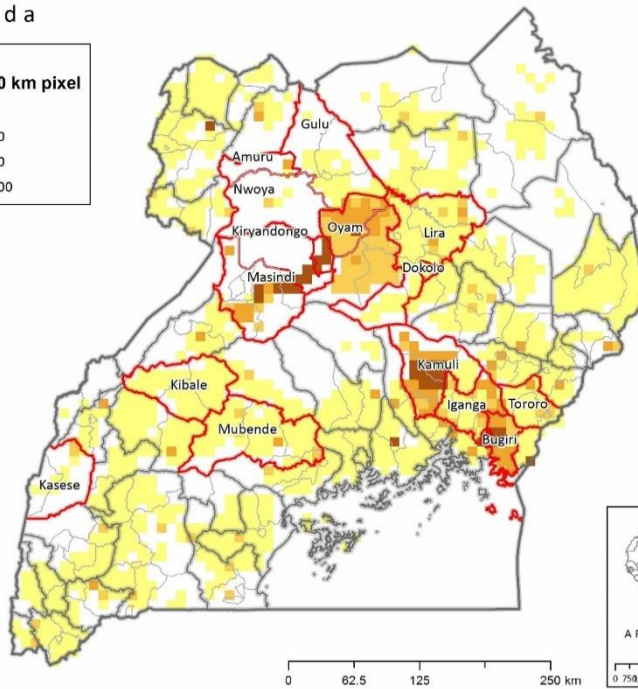 d a
0 km pixel
0
0
00
Gulu
Amuru
Nwoya
Kiryandongo
Oyam
Lira
Masindi
Dokolo
Kamuli
Kibale
Iganga
Tororo
Mubende
Bugiri
Kasese
A F
0 750
0 62.5 125 250 km